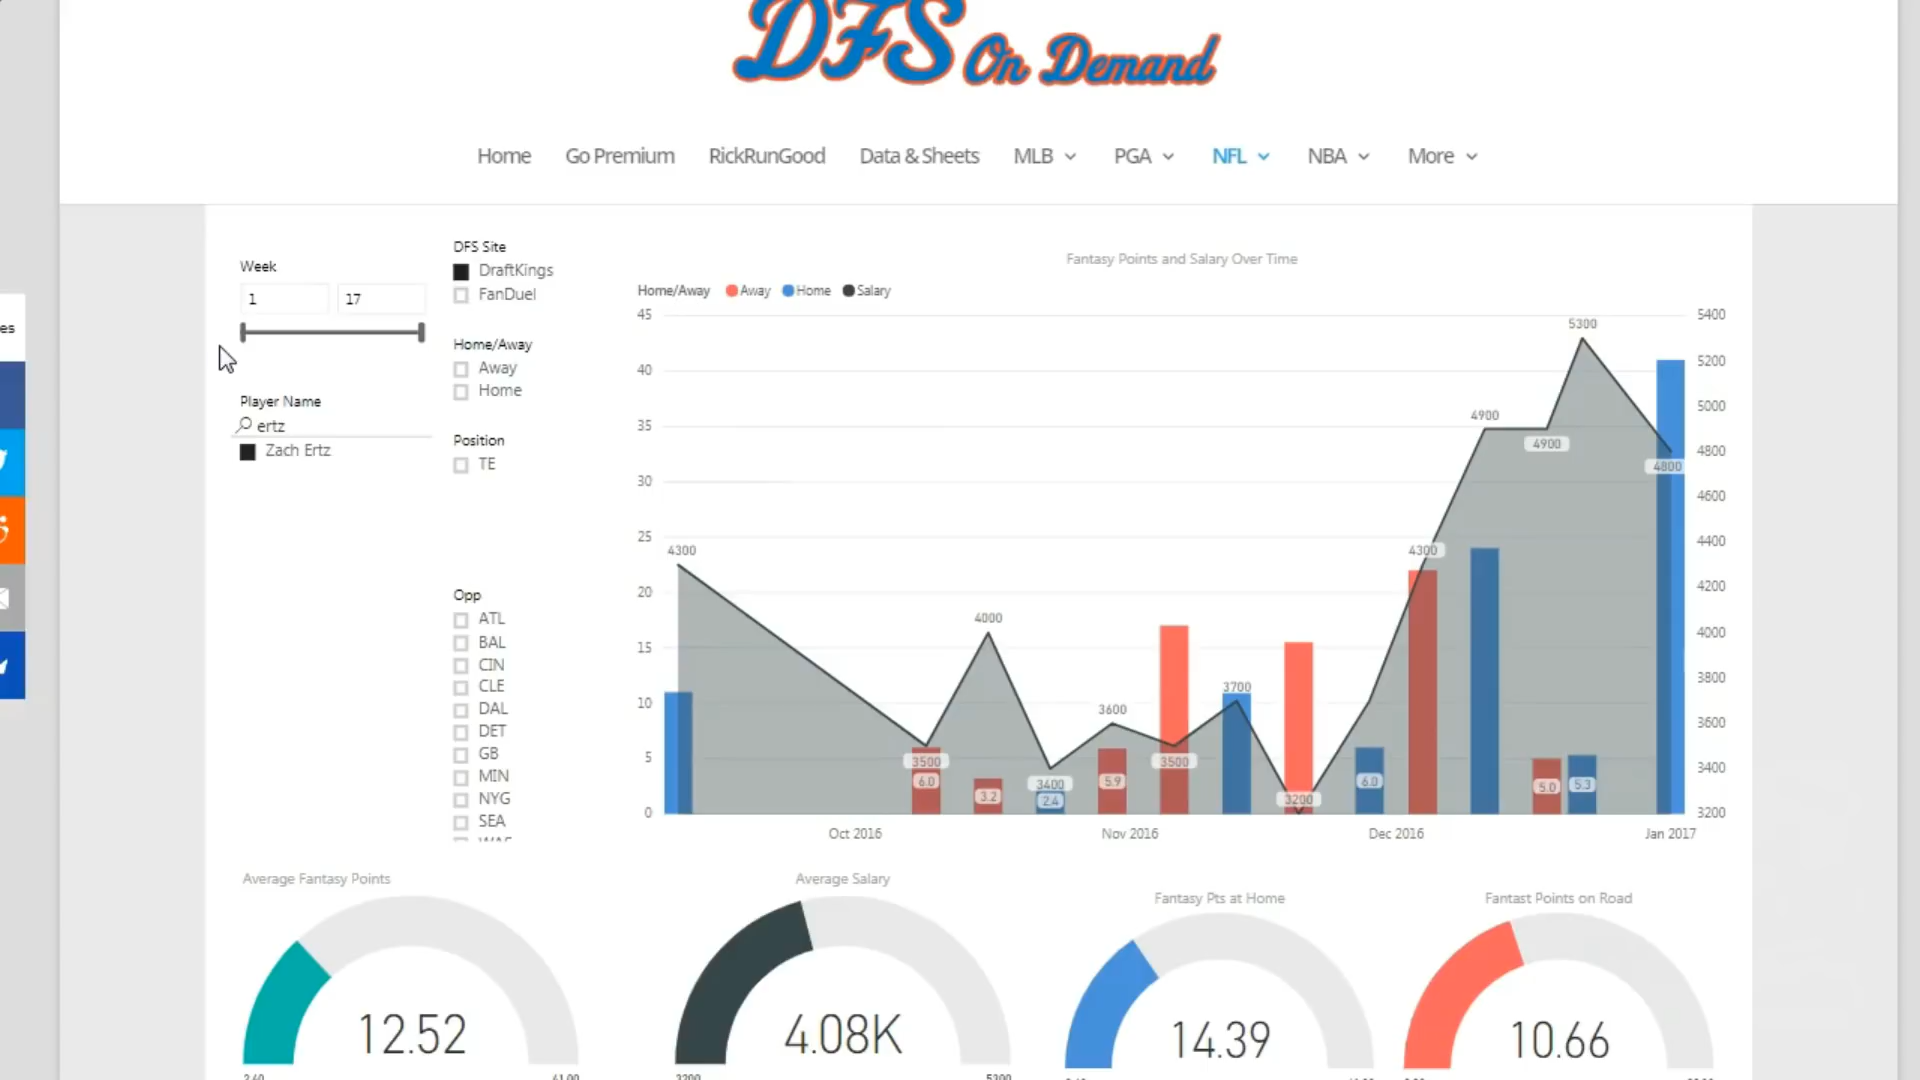 DFS On Demand
Home Go Premium RickRunGood Data & Sheets MLB PGA NFL NBA More
es
Week
1 17
Player Name
ertz
Zach Ertz
DFS Site
DraftKings
FanDuel
Home/Away
Away
Home
Position
TE
Opp
ATL
BAL
CIN
CLE
DAL
DET
GB
MIN
NYG
SEA
Fantasy Points and Salary Over Time
Home/Away Away Home Salary
45 5400
5300
5200
40
5000
4900
35
4900
4800
4800
30
4600
25 4300 4300 4400
4200
20
4000 4000
15
3800
3700
10 3600 3600
5 3500 3500 3400
6.0 3.2 3400 2.4 5.9 6.0 5.0 5.3
3200
0 3200
Oct 2016 Nov 2016 Dec 2016 Jan 2017
Average Fantasy Points
12.52
Average Salary
4.08K
3200 5300
Fantasy Pts at Home
14.39
Fantast Points on Road
10.66